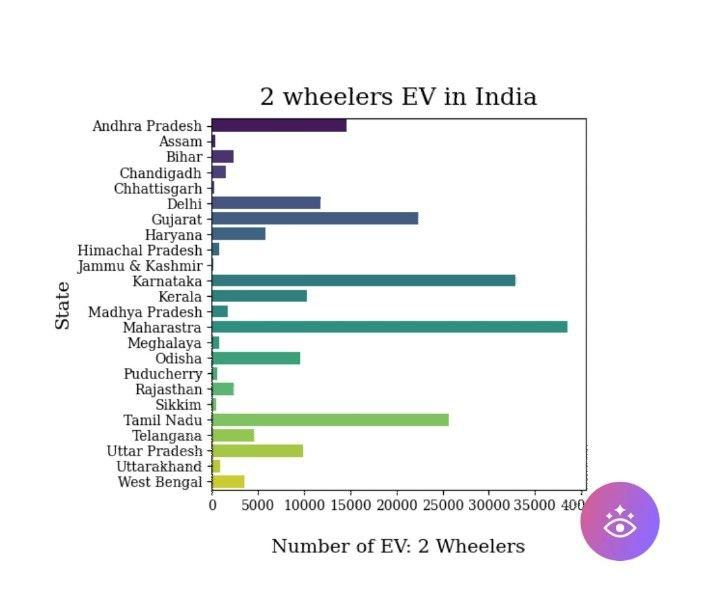 2 wheelers EV in India
Andhra Pradesh
Assam
Bihar
Chandigadh
Chhattisgarh
Delhi
Gujarat
Haryana
Himachal Pradesh
Jammu & Kashmir
Karnataka
Kerala
Madhya Pradesh
Maharastra
Meghalaya
Odisha
Puducherry
Rajasthan
Sikkim
Tamil Nadu
Telangana
Uttar Pradesh
Uttarakhand
West Bengal
State
0 5000 10000 15000 20000 25000 30000 35000
Number of EV: 2 Wheelers